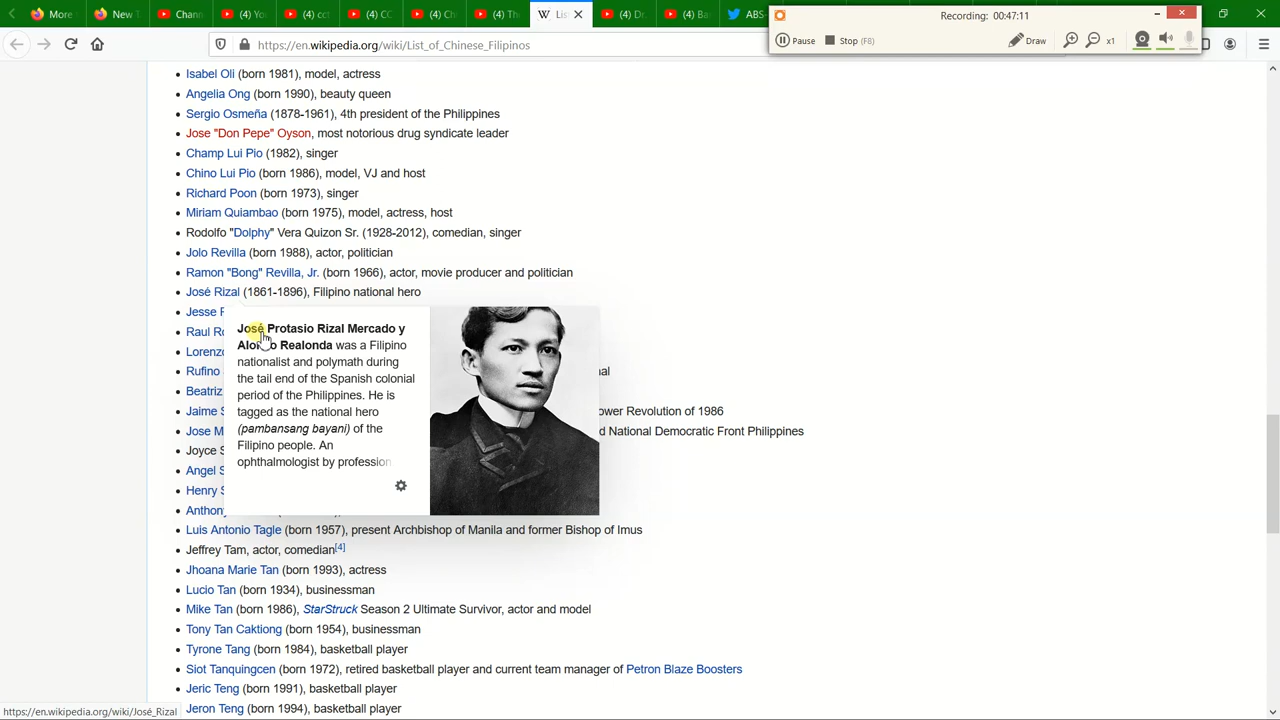 More
New T
Chann
(4) Yo
(4) cct
(4) CC
(4) Ch
(4) Th
W Lis
(4) Dr
(4) Ba
ABS-
Recording: 00:47:11
https://en.wikipedia.org/wiki/List_of_Chinese_Filipinos
Pause Stop (F8) Draw x1
Isabel Oli (born 1981), model, actress
Angelia Ong (born 1990), beauty queen
Sergio Osmeña (1878-1961), 4th president of the Philippines
Jose "Don Pepe" Oyson, most notorious drug syndicate leader
Champ Lui Pio (1982), singer
Chino Lui Pio (born 1986), model, VJ and host
Richard Poon (born 1973), singer
Miriam Quiambao (born 1975), model, actress, host
Rodolfo "Dolphy" Vera Quizon Sr. (1928-2012), comedian, singer
Jolo Revilla (born 1988), actor, politician
Ramon "Bong" Revilla, Jr. (born 1966), actor, movie producer and politician
José Rizal (1861-1896), Filipino national hero
Jesse
Raul
Lorenzo
Rufino
Beatriz
Jaime S ower Revolution of 1986
Jose M d National Democratic Front Philippines
Joyce S
Angel S
Henry S
Anthony
José Protasio Rizal Mercado y
Alonso Realonda was a Filipino
nationalist and polymath during
the tail end of the Spanish colonial
period of the Philippines. He is
tagged as the national hero
(pambansang bayani) of the
Filipino people. An
ophthalmologist by profession
Luis Antonio Tagle (born 1957), present Archbishop of Manila and former Bishop of Imus
Jeffrey Tam, actor, comedian[4]
Jhoana Marie Tan (born 1993), actress
Lucio Tan (born 1934), businessman
Mike Tan (born 1986), StarStruck Season 2 Ultimate Survivor, actor and model
Tony Tan Caktiong (born 1954), businessman
Tyrone Tang (born 1984), basketball player
Siot Tanquingcen (born 1972), retired basketball player and current team manager of Petron Blaze Boosters
Jeric Teng (born 1991), basketball player
Jeron Teng (born 1994), basketball player
https://en.wikipedia.org/wiki/José_Rizal